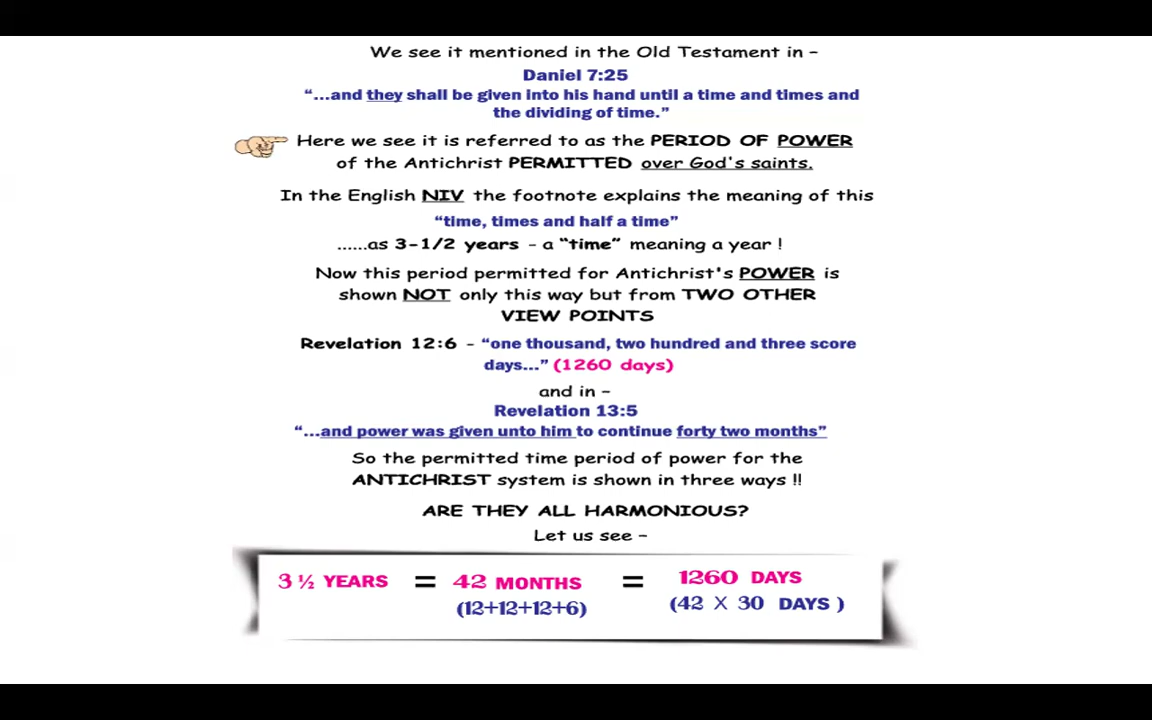 We see it mentioned in the Old Testament in –
Daniel 7:25
“...and they shall be given into his hand until a time and times and
the dividing of time.”
Here we see it is referred to as the PERIOD OF POWER
of the Antichrist PERMITTED over God's saints.
In the English NIV the footnote explains the meaning of this
“time, times and half a time”
......as 3-1/2 years - a “time” meaning a year !
Now this period permitted for Antichrist's POWER is
shown NOT only this way but from TWO OTHER
VIEW POINTS
Revelation 12:6 - “one thousand, two hundred and three score
days...” (1260 days)
and in –
Revelation 13:5
“...and power was given unto him to continue forty two months”
So the permitted time period of power for the
ANTICHRIST system is shown in three ways !!
ARE THEY ALL HARMONIOUS?
Let us see –
3 ½ YEARS = 42 MONTHS = 1260 DAYS
(12+12+12+6) (42 X 30 DAYS )